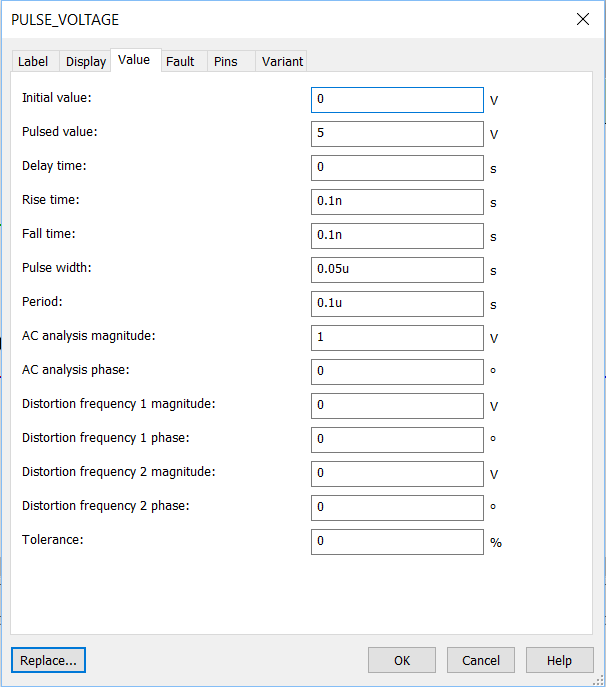 PULSE_VOLTAGE
Label Display Value Fault Pins Variant
Initial value: 0 V
Pulsed value: 5 V
Delay time: 0 s
Rise time: 0.1n s
Fall time: 0.1n s
Pulse width: 0.05u s
Period: 0.1u s
AC analysis magnitude: 1 V
AC analysis phase: 0 º
Distortion frequency 1 magnitude: 0 V
Distortion frequency 1 phase: 0 º
Distortion frequency 2 magnitude: 0 V
Distortion frequency 2 phase: 0 º
Tolerance: 0 %
Replace... OK Cancel Help